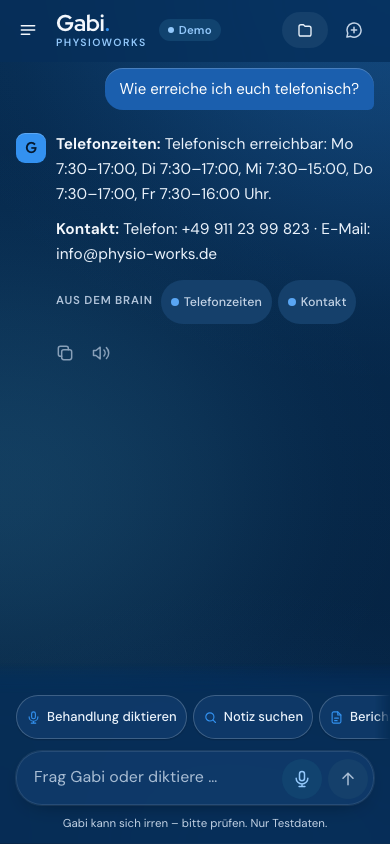 Gabi.
PHYSIOWORKS
Demo
Wie erreiche ich euch telefonisch?
G
Telefonzeiten: Telefonisch erreichbar: Mo
7:30–17:00, Di 7:30–17:00, Mi 7:30–15:00, Do
7:30–17:00, Fr 7:30–16:00 Uhr.
Kontakt: Telefon: +49 911 23 99 823 · E-Mail:
info@physio-works.de
AUS DEM BRAIN
Telefonzeiten
Kontakt
Behandlung diktieren
Notiz suchen
Berich
Frag Gabi oder diktiere …
Gabi kann sich irren – bitte prüfen. Nur Testdaten.